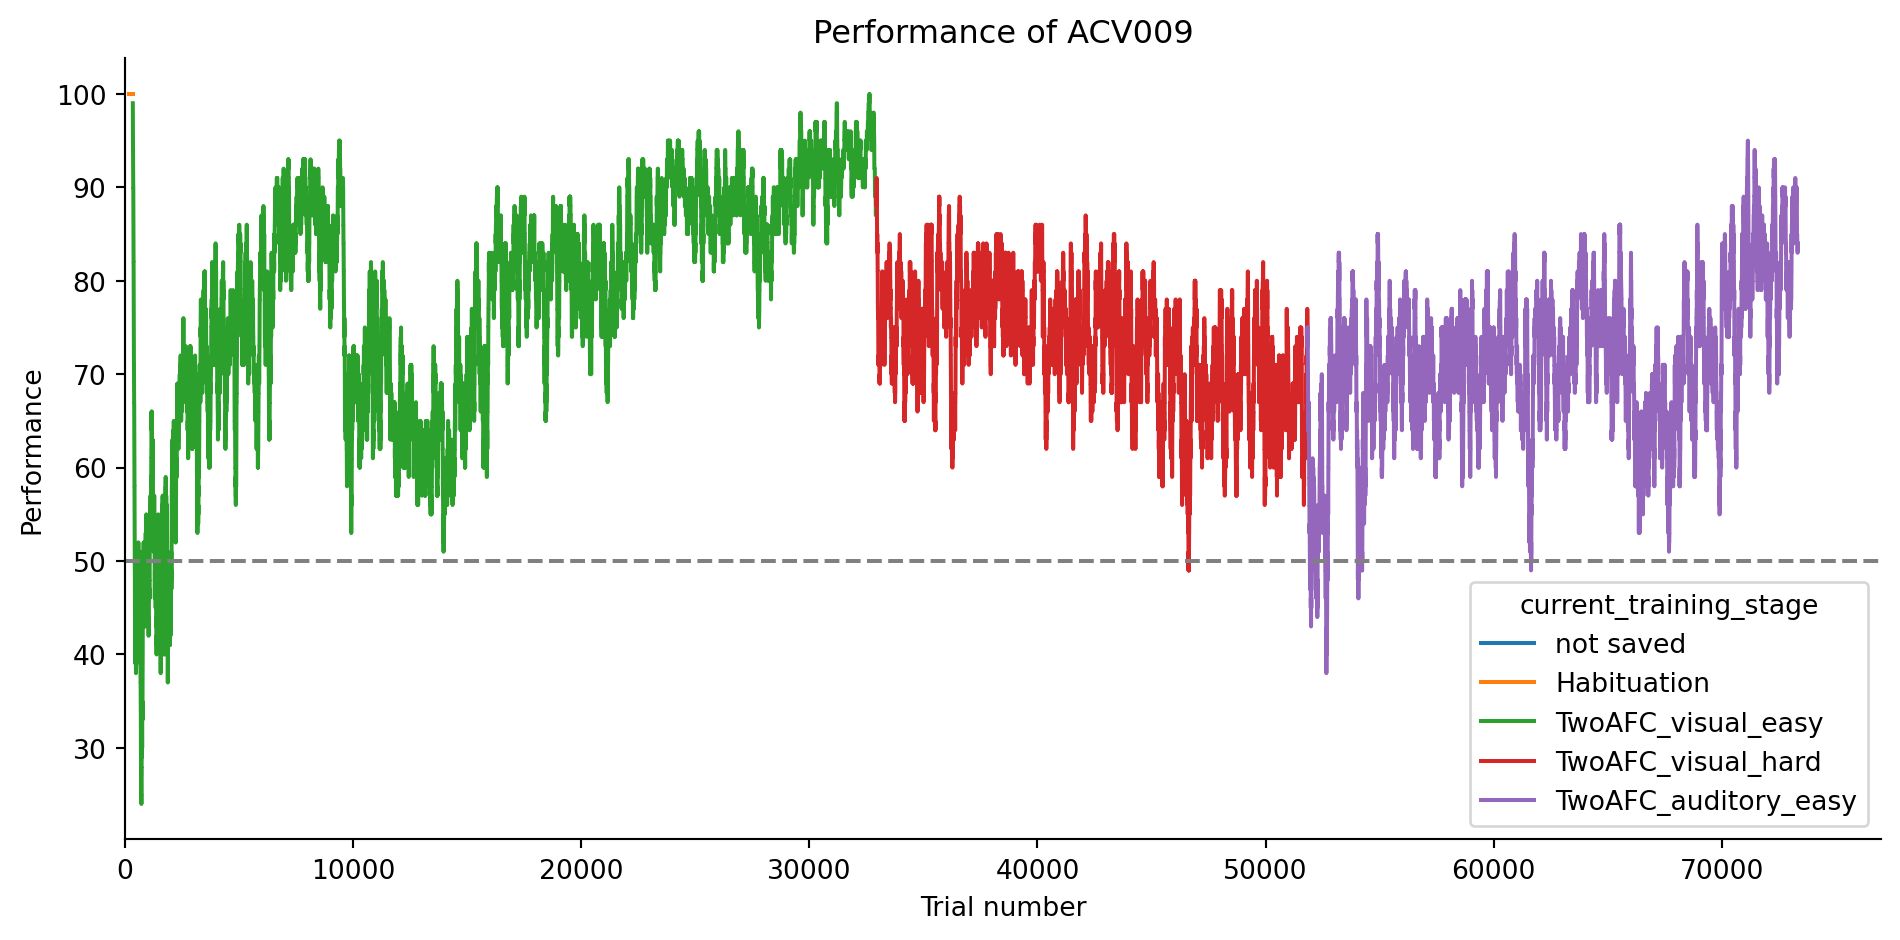 Performance of ACV009
Performance
100
90
80
70
60
50
40
30
0
10000
20000
30000
40000
50000
60000
70000
Trial number
current_training_stage
not saved
Habituation
TwoAFC_visual_easy
TwoAFC_visual_hard
TwoAFC_auditory_easy